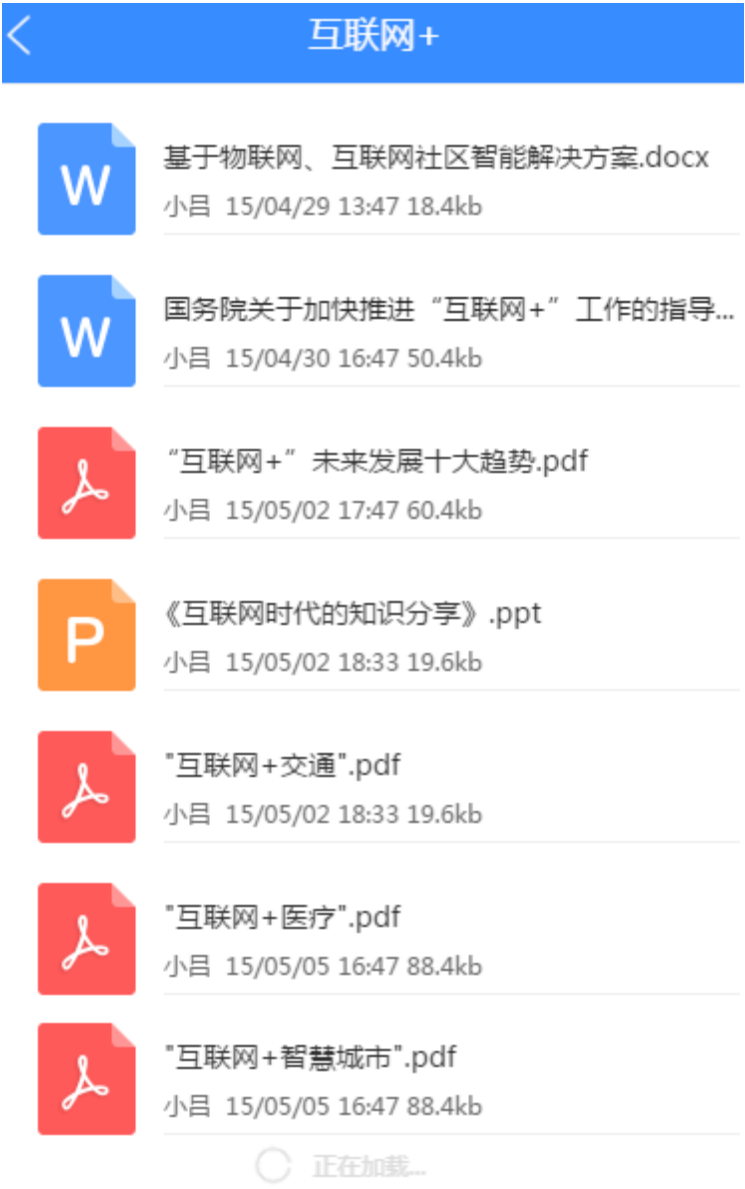 互联网+
基于物联网、互联网社区智能解决方案.docx
W
小吕 15/04/29 13:47 18.4kb
国务院关于加快推进“互联网+”工作的指导...
W
小吕 15/04/30 16:47 50.4kb
“互联网+”未来发展十大趋势.pdf
小吕 15/05/02 17:47 60.4kb
《互联网时代的知识分享》.ppt
P
小吕 15/05/02 18:33 19.6kb
"互联网+交通".pdf
小吕 15/05/02 18:33 19.6kb
"互联网+医疗".pdf
小吕 15/05/05 16:47 88.4kb
"互联网+智慧城市".pdf
小吕 15/05/05 16:47 88.4kb
正在加载...